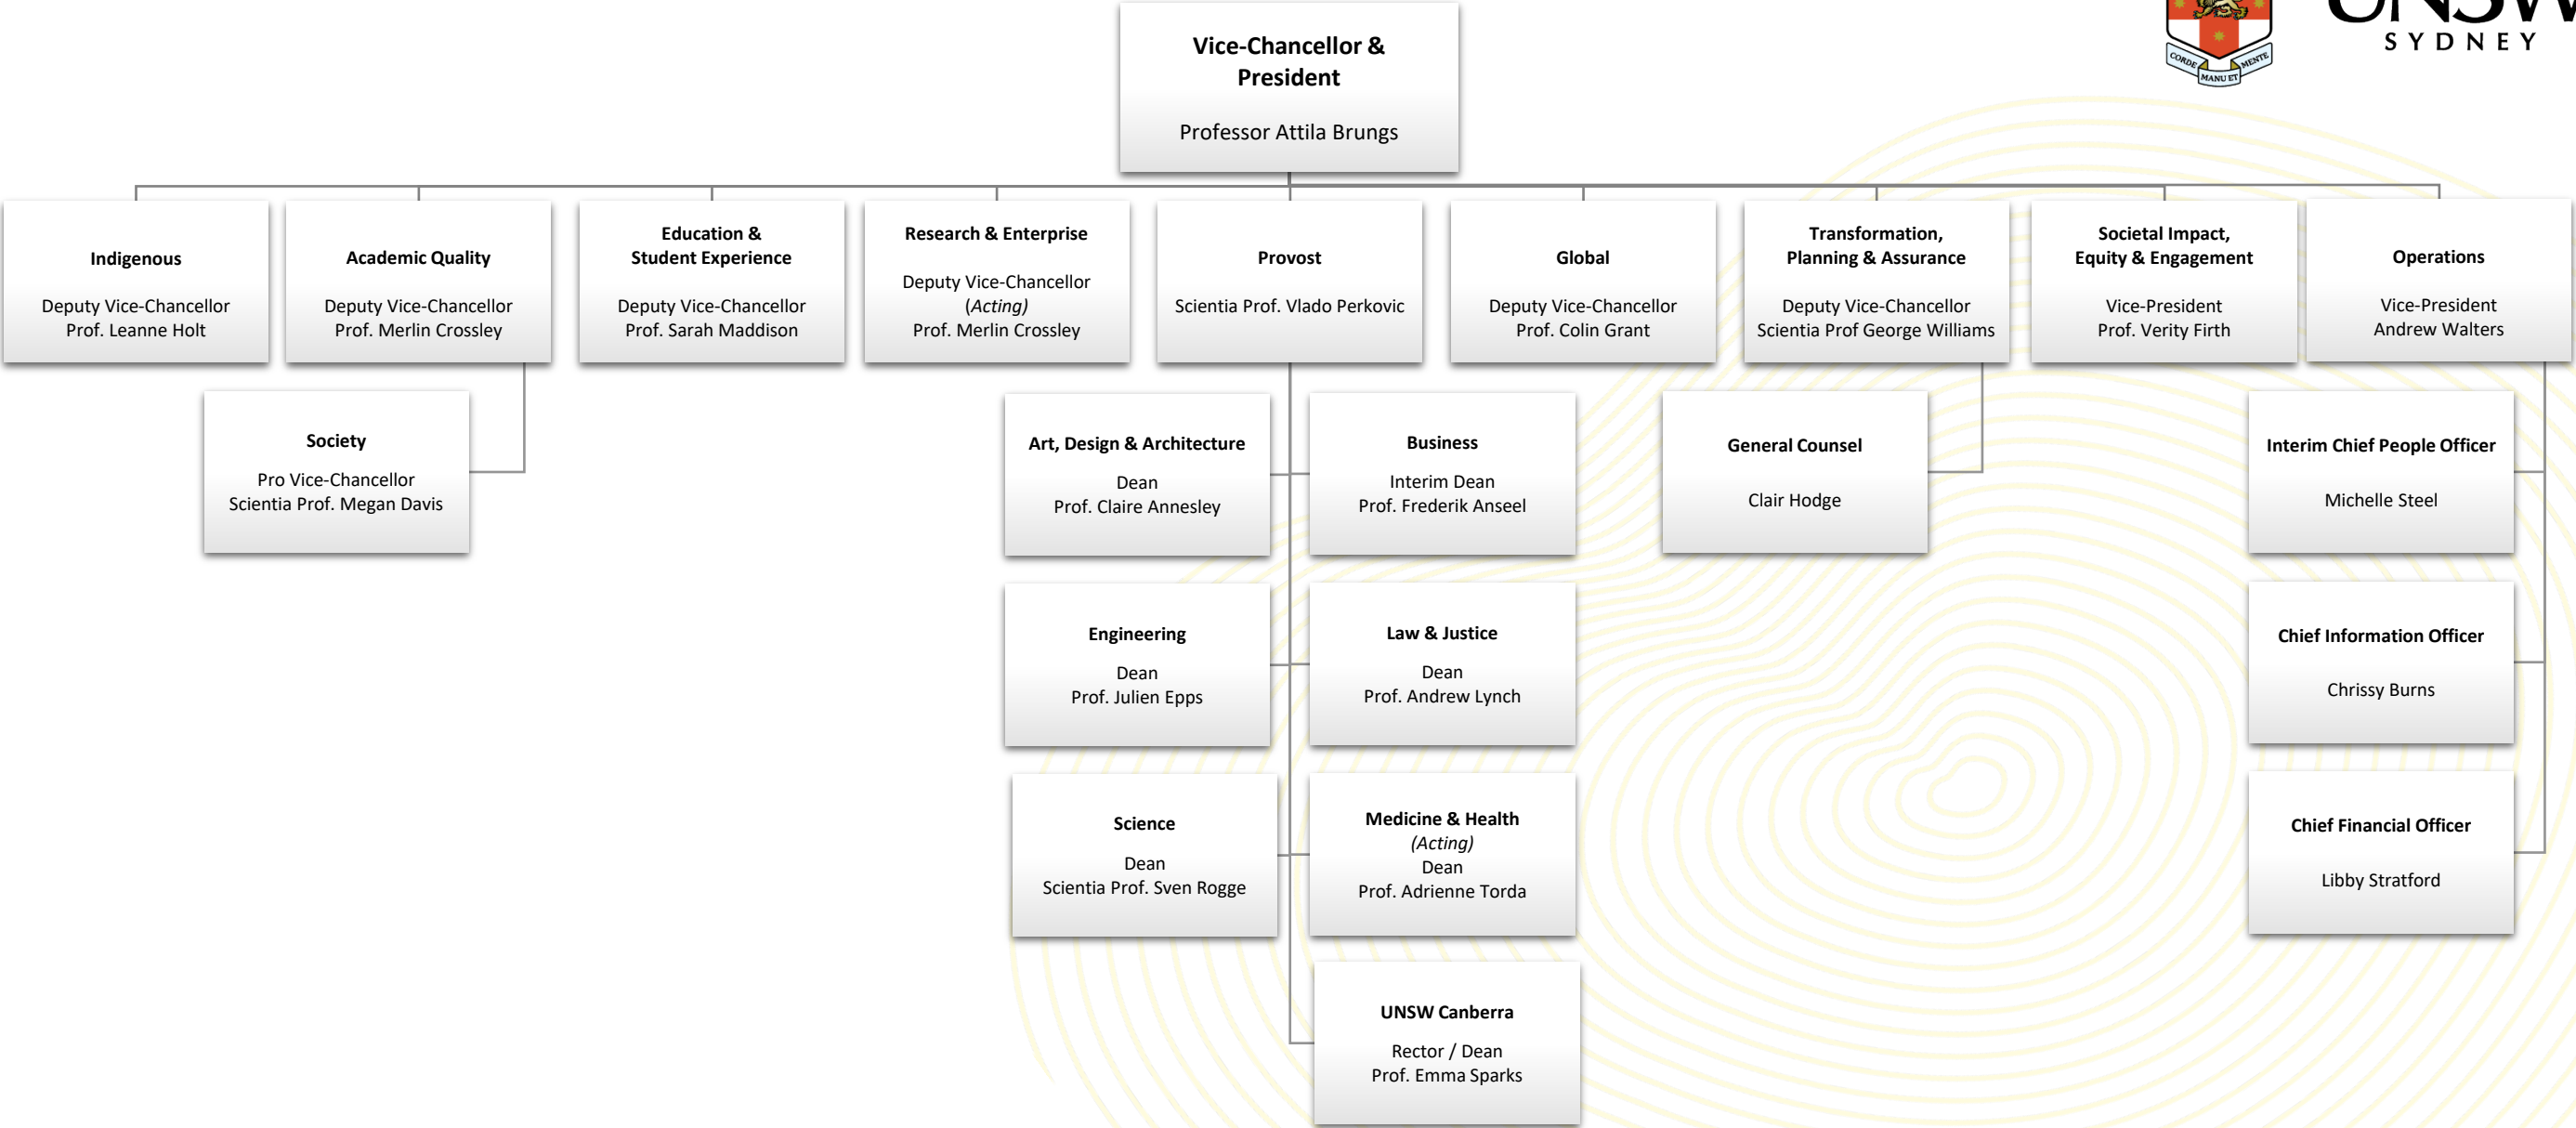 Vice-Chancellor &
President
Professor Attila Brungs
CORDE
MANU ET
MENTE
UNSW
SYDNEY
Indigenous
Deputy Vice-Chancellor
Prof. Leanne Holt
Academic Quality
Deputy Vice-Chancellor
Prof. Merlin Crossley
Education &
Student Experience
Deputy Vice-Chancellor
Prof. Sarah Maddison
Research & Enterprise
Deputy Vice-Chancellor
(Acting)
Prof. Merlin Crossley
Provost
Scientia Prof. Vlado Perkovic
Global
Deputy Vice-Chancellor
Prof. Colin Grant
Transformation,
Planning & Assurance
Deputy Vice-Chancellor
Scientia Prof George Williams
Societal Impact,
Equity & Engagement
Vice-President
Prof. Verity Firth
Operations
Vice-President
Andrew Walters
Society
Pro Vice-Chancellor
Scientia Prof. Megan Davis
Art, Design & Architecture
Dean
Prof. Claire Annesley
Business
Interim Dean
Prof. Frederik Anseel
General Counsel
Clair Hodge
Interim Chief People Officer
Michelle Steel
Engineering
Dean
Prof. Julien Epps
Law & Justice
Dean
Prof. Andrew Lynch
Chief Information Officer
Chrissy Burns
Science
Dean
Scientia Prof. Sven Rogge
Medicine & Health
(Acting)
Dean
Prof. Adrienne Torda
Chief Financial Officer
Libby Stratford
UNSW Canberra
Rector / Dean
Prof. Emma Sparks